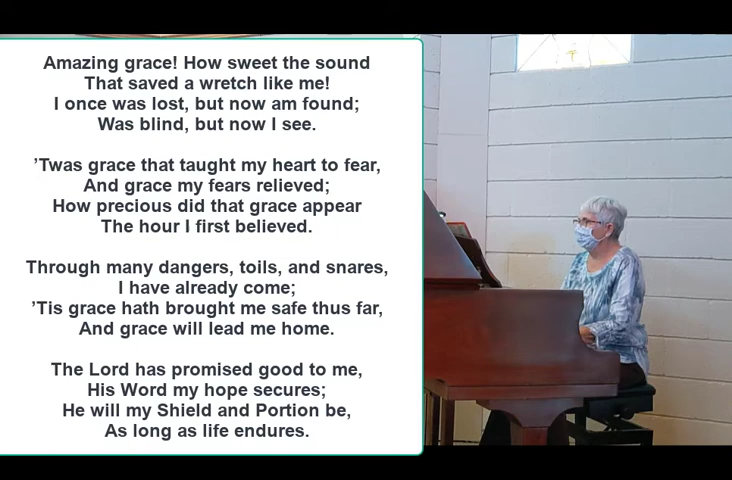 Amazing grace! How sweet the sound
That saved a wretch like me!
I once was lost, but now am found;
Was blind, but now I see.
’Twas grace that taught my heart to fear,
And grace my fears relieved;
How precious did that grace appear
The hour I first believed.
Through many dangers, toils, and snares,
I have already come;
’Tis grace hath brought me safe thus far,
And grace will lead me home.
The Lord has promised good to me,
His Word my hope secures;
He will my Shield and Portion be,
As long as life endures.